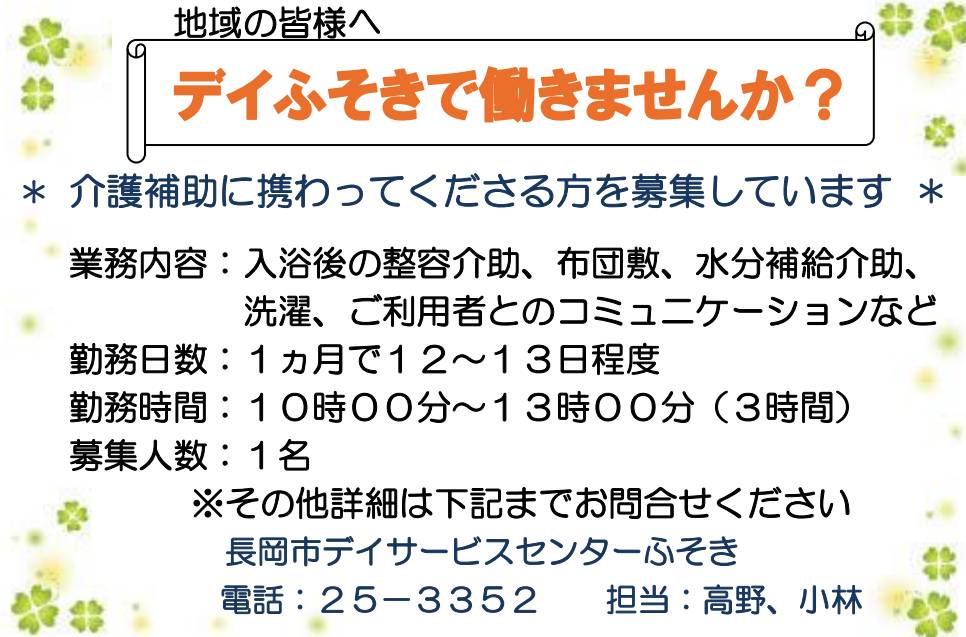 地域の皆様へ
デイふそきで働きませんか？
＊ 介護補助に携わってくださる方を募集しています ＊
業務内容：入浴後の整容介助、布団敷、水分補給介助、
洗濯、ご利用者とのコミュニケーションなど
勤務日数：１ヵ月で１２～１３日程度
勤務時間：１０時００分～１３時００分（３時間）
募集人数：１名
※その他詳細は下記までお問合せください
長岡市デイサービスセンターふそき
電話：２５－３３５２　　担当：高野、小林